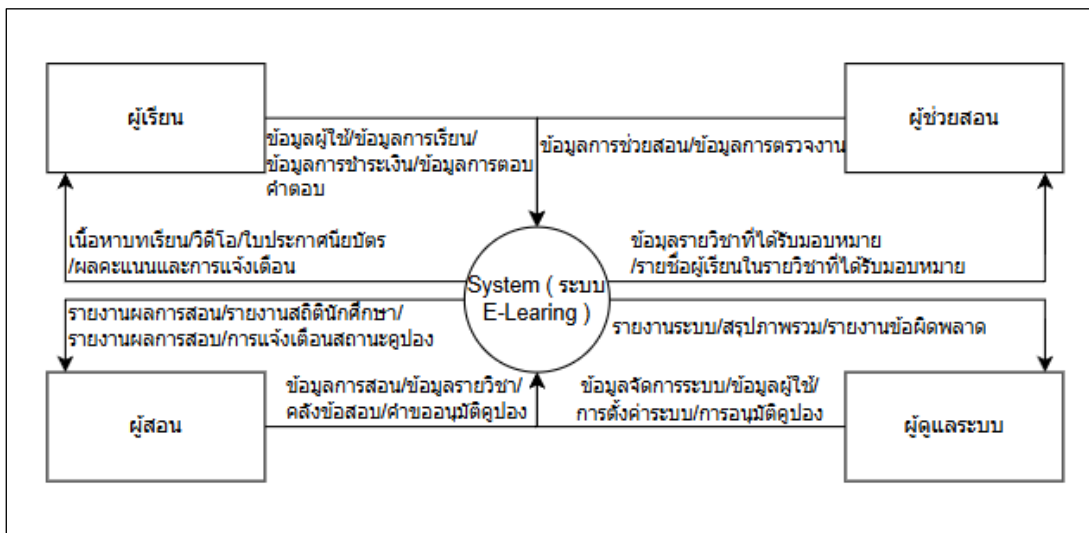 ผู้เรียน
ผู้ช่วยสอน
ข้อมูลผู้ใช้/ข้อมูลการเรียน/
ข้อมูลการชำระเงิน/ข้อมูลการตอบ
คำตอบ
ข้อมูลการช่วยสอน/ข้อมูลการตรวจงาน
เนื้อหาบทเรียน/วิดีโอ/ใบประกาศนียบัตร
/ผลคะแนนและการแจ้งเตือน
ข้อมูลรายวิชาที่ได้รับมอบหมาย
/รายชื่อผู้เรียนในรายวิชาที่ได้รับมอบหมาย
System ( ระบบ
E-Learing )
รายงานผลการสอน/รายงานสถิตินักศึกษา/
รายงานผลการสอบ/การแจ้งเตือนสถานะคูปอง
รายงานระบบ/สรุปภาพรวม/รายงานข้อผิดพลาด
ผู้สอน
ข้อมูลการสอน/ข้อมูลรายวิชา/
คลังข้อสอบ/คำขออนุมัติคูปอง
ข้อมูลจัดการระบบ/ข้อมูลผู้ใช้/
การตั้งค่าระบบ/การอนุมัติคูปอง
ผู้ดูแลระบบ